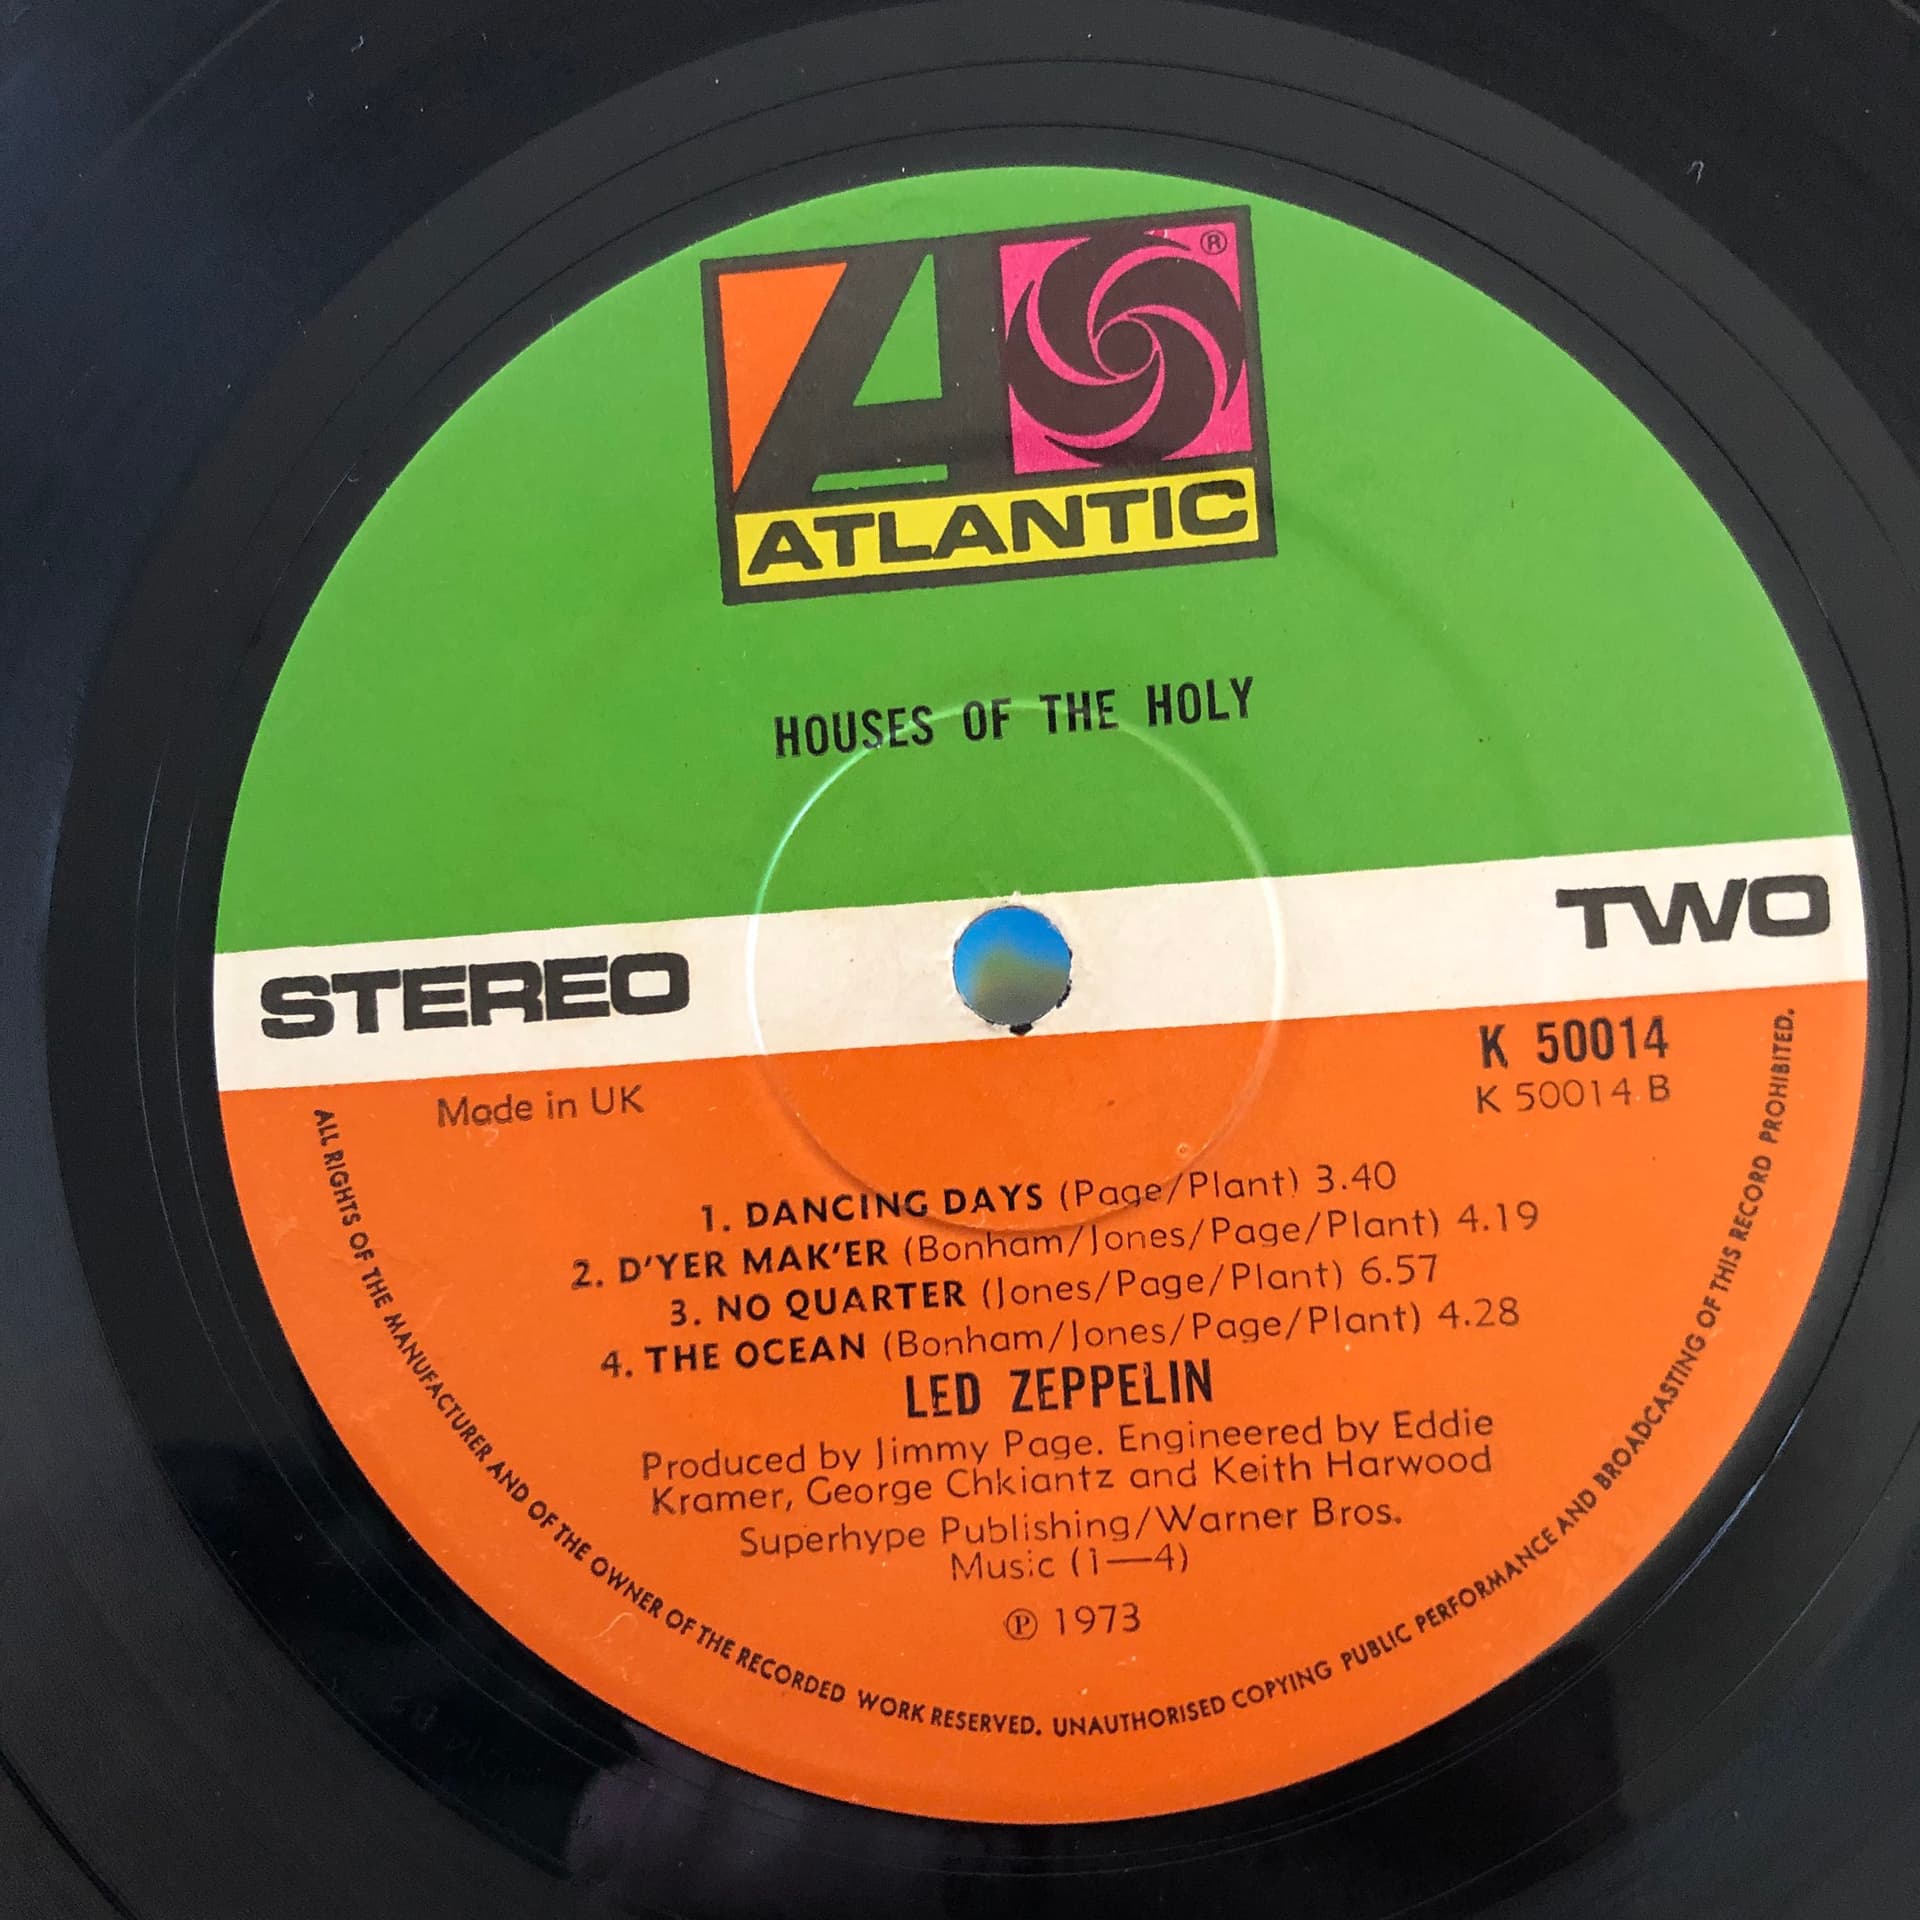 ®
ATLANTIC
HOUSES OF THE HOLY
STEREO
TWO
Made in UK
K 50014
K 50014 B
1. DANCING DAYS (Page/Plant) 3.40
2. D'YER MAK'ER (Bonham/Jones/Page/Plant) 4.19
3. NO QUARTER (Jones/Page/Plant) 6.57
4. THE OCEAN (Bonham/Jones/Page/Plant) 4.28
LED ZEPPELIN
Produced by Jimmy Page. Engineered by Eddie
Kramer, George Chkiantz and Keith Harwood
Superhype Publishing/Warner Bros.
Music (1—4)
℗ 1973
ALL RIGHTS OF THE MANUFACTURER AND OF THE OWNER OF THE RECORDED WORK RESERVED. UNAUTHORISED COPYING PUBLIC PERFORMANCE AND BROADCASTING OF THIS RECORD PROHIBITED.